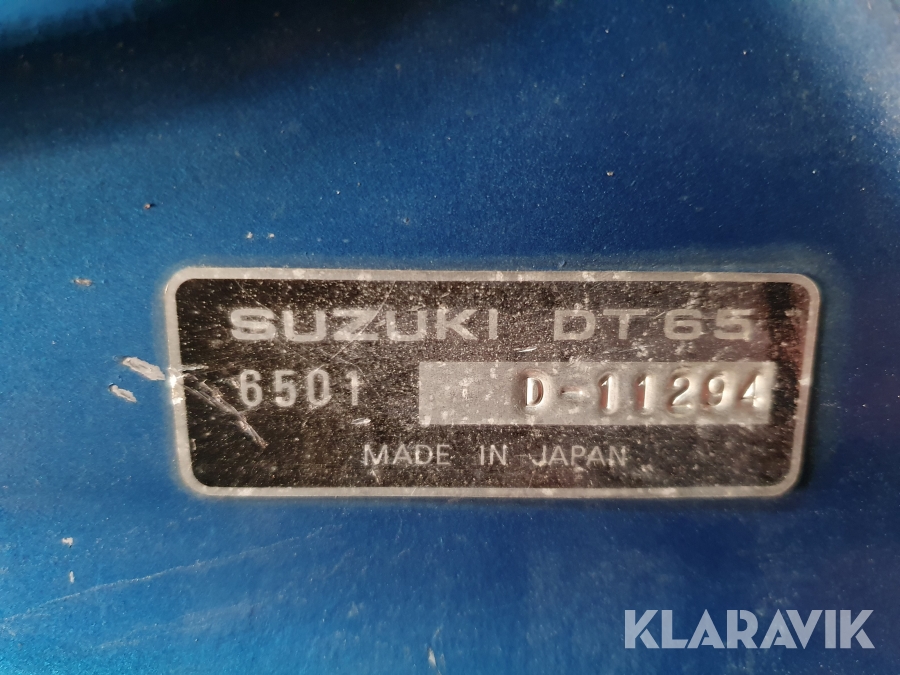 SUZUKI DT65
6501 D-11294
MADE IN JAPAN
KLARAVIK